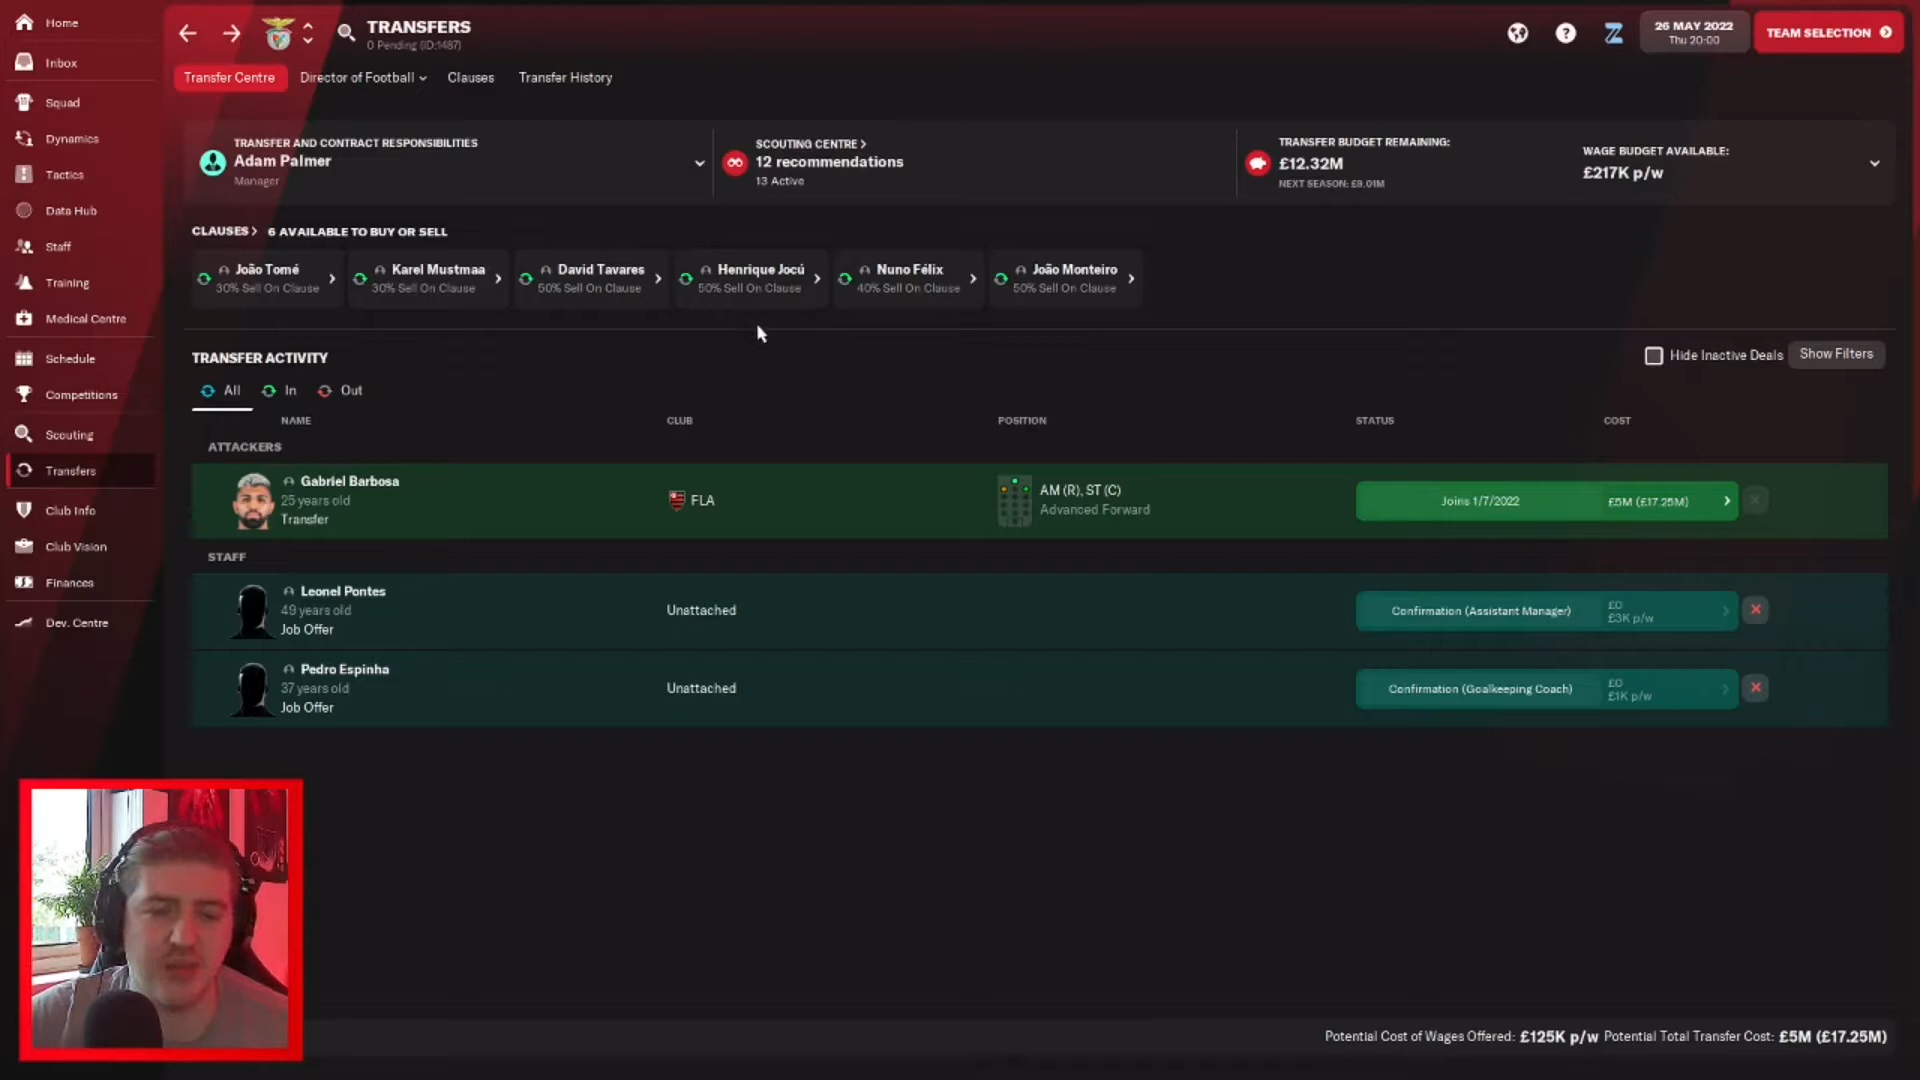 Home
Inbox
Squad
Dynamics
Tactics
Data Hub
Staff
Training
Medical Centre
Schedule
Competitions
Scouting
Transfers
Club Info
Club Vision
Finances
Dev. Centre
TRANSFERS
0 Pending (ID:1487)
26 MAY 2022
Thu 20:00
TEAM SELECTION
Transfer Centre
Director of Football
Clauses
Transfer History
TRANSFER AND CONTRACT RESPONSIBILITIES
Adam Palmer
Manager
SCOUTING CENTRE >
12 recommendations
13 Active
TRANSFER BUDGET REMAINING:
£12.32M
NEXT SEASON: £9.01M
WAGE BUDGET AVAILABLE:
£217K p/w
CLAUSES > 6 AVAILABLE TO BUY OR SELL
João Tomé
30% Sell On Clause
Karel Mustmaa
30% Sell On Clause
David Tavares
50% Sell On Clause
Henrique Jocú
50% Sell On Clause
Nuno Félix
40% Sell On Clause
João Monteiro
50% Sell On Clause
TRANSFER ACTIVITY
Hide Inactive Deals
Show Filters
All In Out
NAME CLUB POSITION STATUS COST
ATTACKERS
Gabriel Barbosa
25 years old
Transfer
FLA
AM (R), ST (C)
Advanced Forward
Joins 1/7/2022
£5M (£17.25M)
STAFF
Leonel Pontes
49 years old
Job Offer
Unattached
Confirmation (Assistant Manager)
£0
£3K p/w
Pedro Espinha
37 years old
Job Offer
Unattached
Confirmation (Goalkeeping Coach)
£0
£1K p/w
Potential Cost of Wages Offered: £125K p/w Potential Total Transfer Cost: £5M (£17.25M)